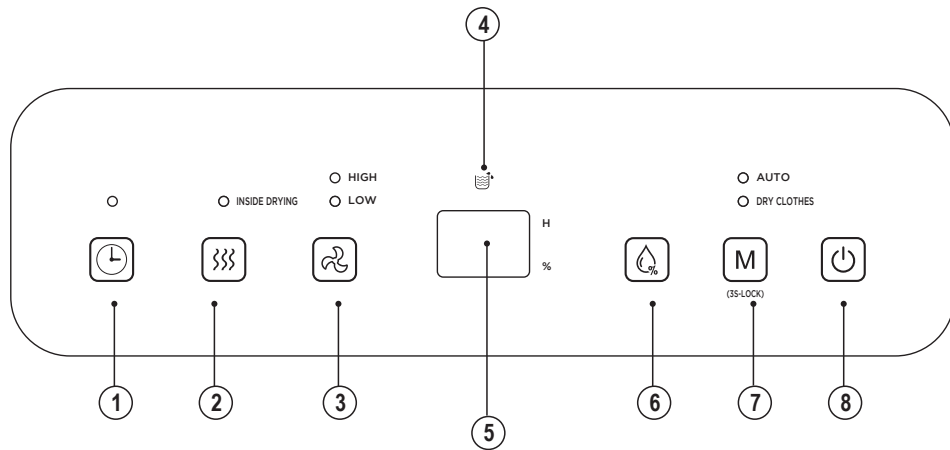 4
HIGH
AUTO
INSIDE DRYING
LOW
DRY CLOTHES
H
%
%
M
(3S-LOCK)
1
2
3
5
6
7
8